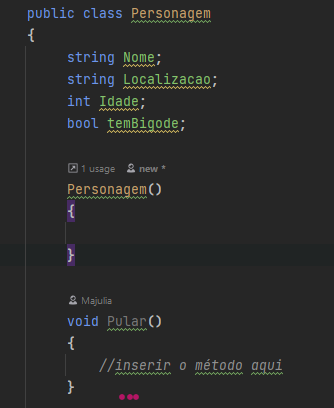 public class Personagem
{
string Nome;
string Localizacao;
int Idade;
bool temBigode;
1 usage new *
Personagem()
{
}
Majulia
void Pular()
{
//inserir o método aqui
}